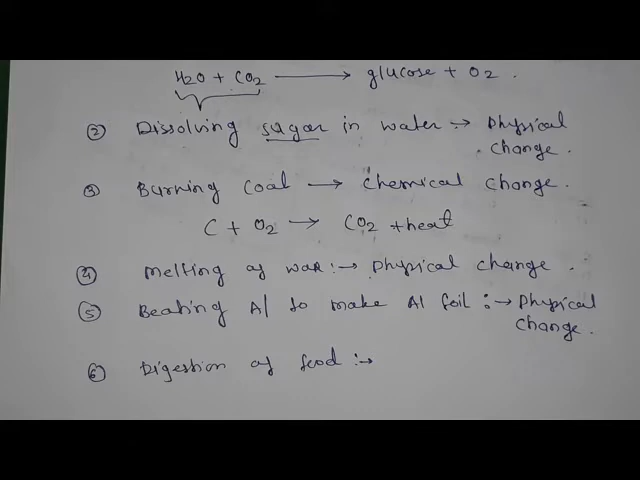 H2O + CO2 ⟶ glucose + O2 .
② Dissolving sugar in water :→ Physical
change .
③ Burning Coal ⟶ Chemical change .
C + O2 ⟶ CO2 + heat
④ Melting of wax :→ Physical change .
⑤ Beating Al to make Al foil :→ Physical
change .
⑥ Digestion of food :→